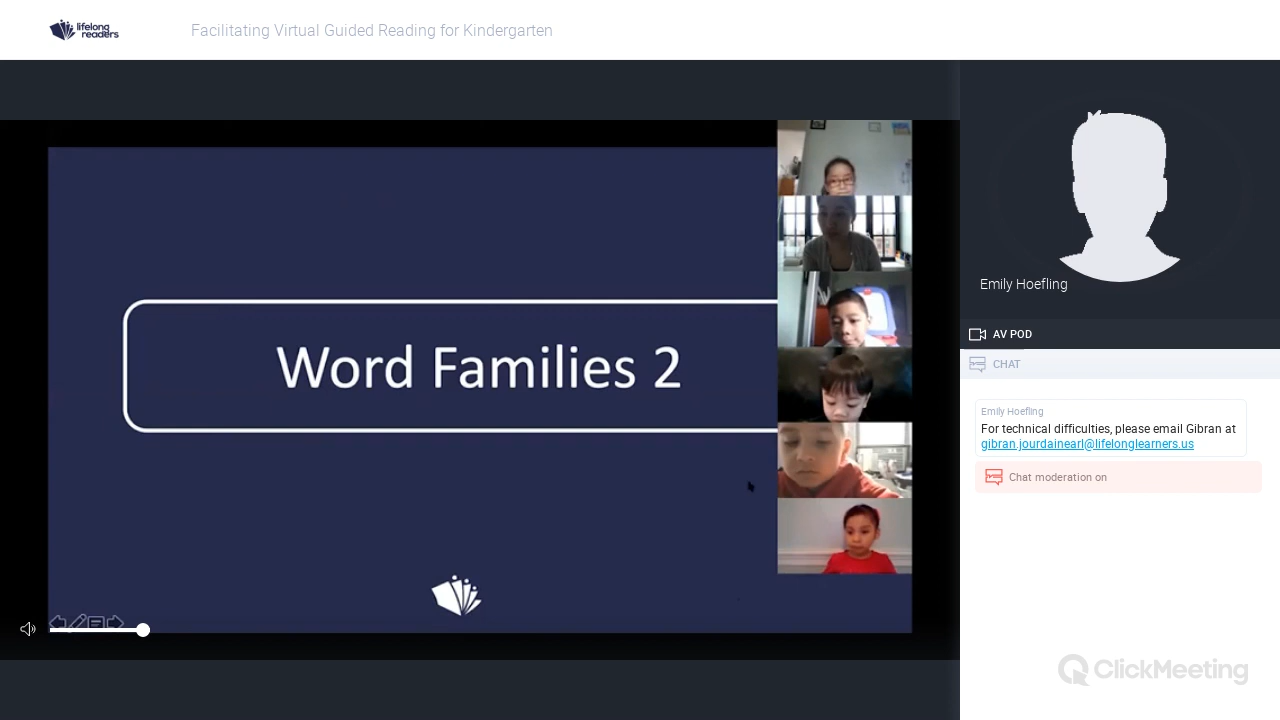 lifelong
readers
Facilitating Virtual Guided Reading for Kindergarten
Word Families 2
Emily Hoefling
AV POD
CHAT
Emily Hoefling
For technical difficulties, please email Gibran at
gibran.jourdainearl@lifelonglearners.us
Chat moderation on
ClickMeeting